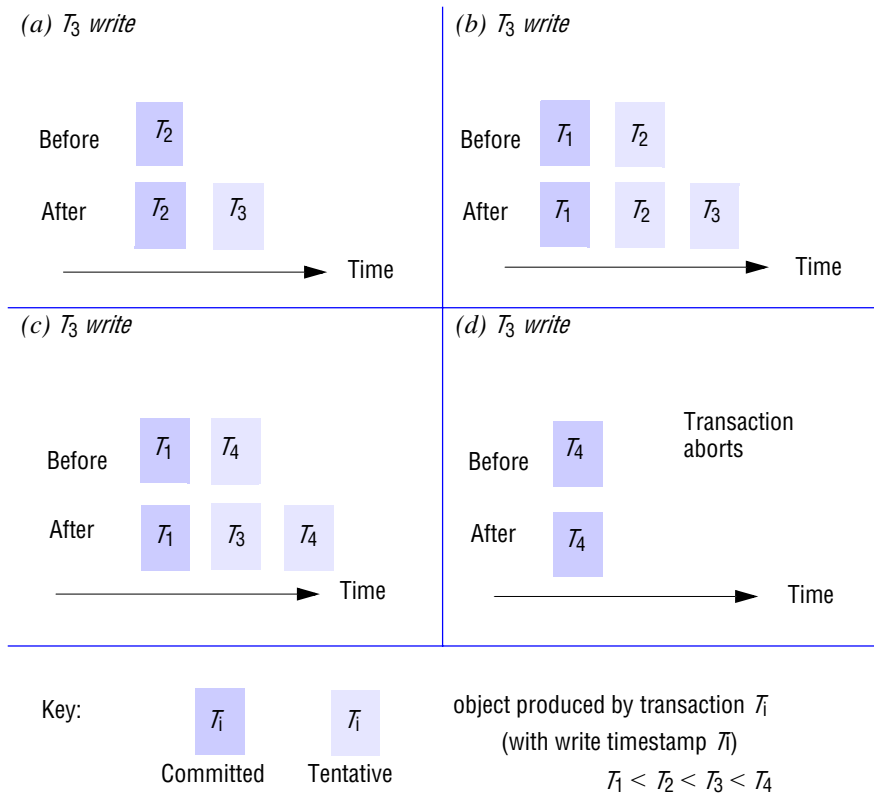 (a) T3 write
Before
T2
After
T2 T3
Time
(b) T3 write
Before
T1 T2
After
T1 T2 T3
Time
(c) T3 write
Before
T1 T4
After
T1 T3 T4
Time
(d) T3 write
Transaction
aborts
Before
T4
After
T4
Time
Key:
Ti
Committed
Ti
Tentative
object produced by transaction Ti
(with write timestamp Ti)
T1 < T2 < T3 < T4